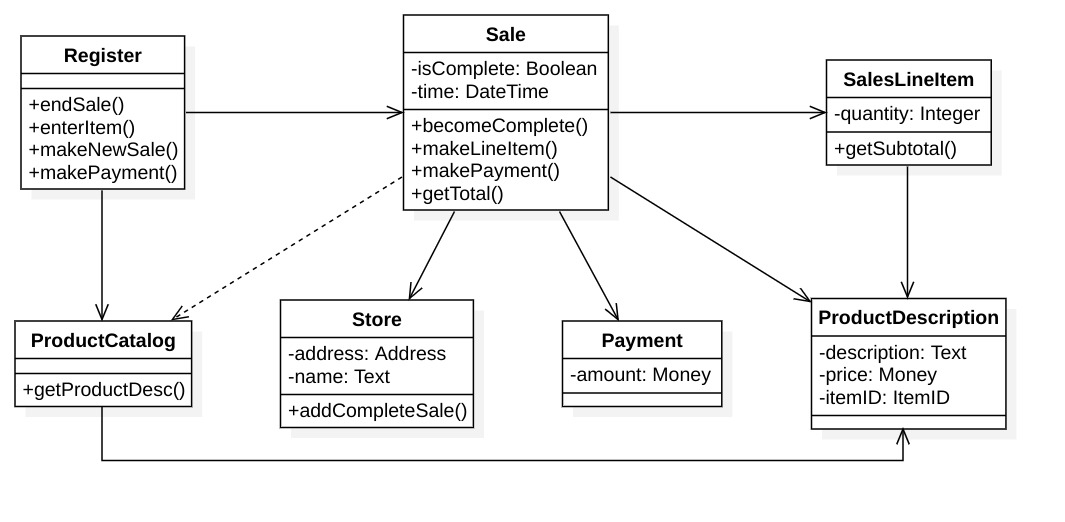 Register
+endSale()
+enterItem()
+makeNewSale()
+makePayment()
Sale
-isComplete: Boolean
-time: DateTime
+becomeComplete()
+makeLineItem()
+makePayment()
+getTotal()
SalesLineItem
-quantity: Integer
+getSubtotal()
ProductCatalog
+getProductDesc()
Store
-address: Address
-name: Text
+addCompleteSale()
Payment
-amount: Money
ProductDescription
-description: Text
-price: Money
-itemID: ItemID